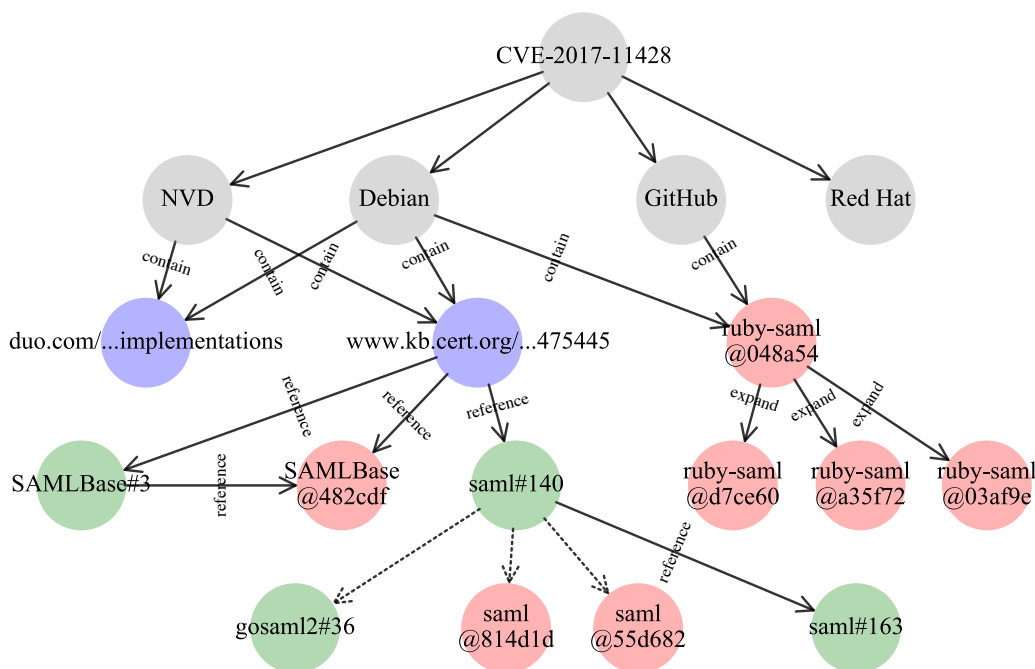 CVE-2017-11428
NVD
Debian
GitHub
Red Hat
contain
contain
contain
contain
contain
contain
duo.com/...implementations
www.kb.cert.org/...475445
ruby-saml
@048a54
reference
reference
reference
expand
expand
expand
SAMLBase#3
reference
SAMLBase
@482cdf
saml#140
ruby-saml
@d7ce60
ruby-saml
@a35f72
ruby-saml
@03af9e
reference
gosaml2#36
saml
@814d1d
saml
@55d682
saml#163